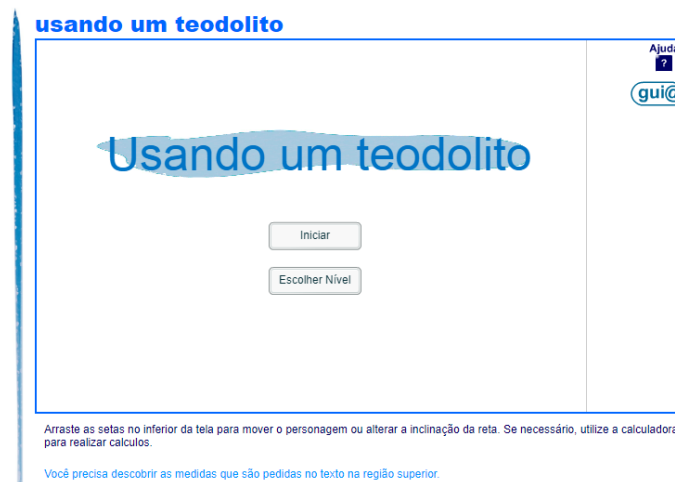 usando um teodolito
Ajuda
?
gui@
Usando um teodolito
Iniciar
Escolher Nível
Arraste as setas no inferior da tela para mover o personagem ou alterar a inclinação da reta. Se necessário, utilize a calculadora
para realizar calculos.
Você precisa descobrir as medidas que são pedidas no texto na região superior.